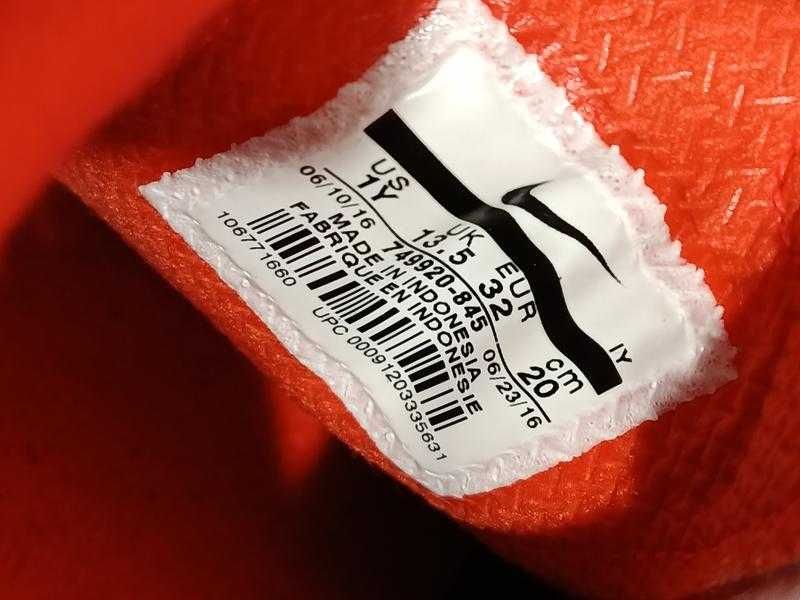 IY
US UK EUR cm
1Y 13.5 32 20
06/10/16 749920-845 06/23/16
MADE IN INDONESIA
FABRIQUE EN INDONESIE
106771660
UPC 00091203335631